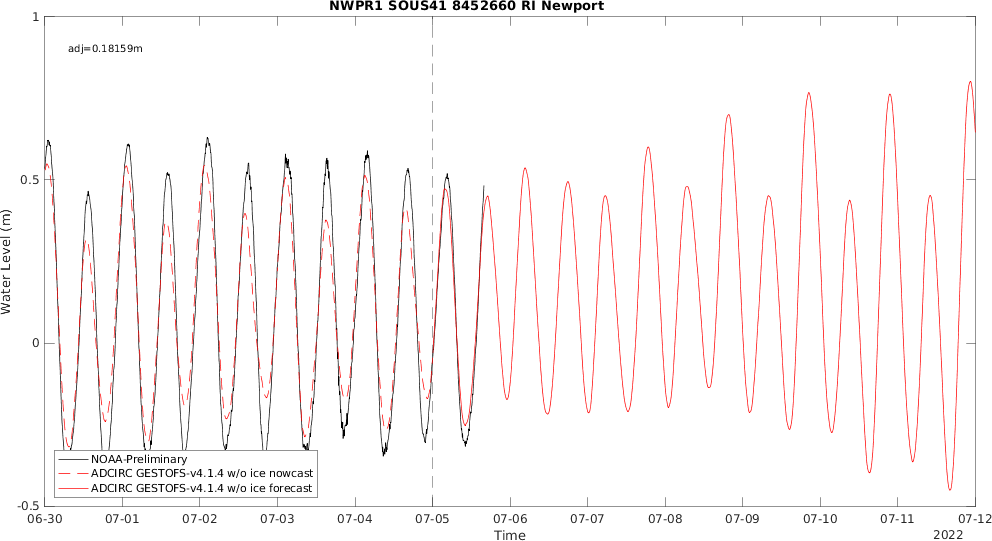 NWPR1 SOUS41 8452660 RI Newport
adj=0.18159m
Water Level (m)
1
0.5
0
-0.5
NOAA-Preliminary
ADCIRC GESTOFS-v4.1.4 w/o ice nowcast
ADCIRC GESTOFS-v4.1.4 w/o ice forecast
06-30 07-01 07-02 07-03 07-04 07-05 07-06 07-07 07-08 07-09 07-10 07-11 07-12
Time
2022